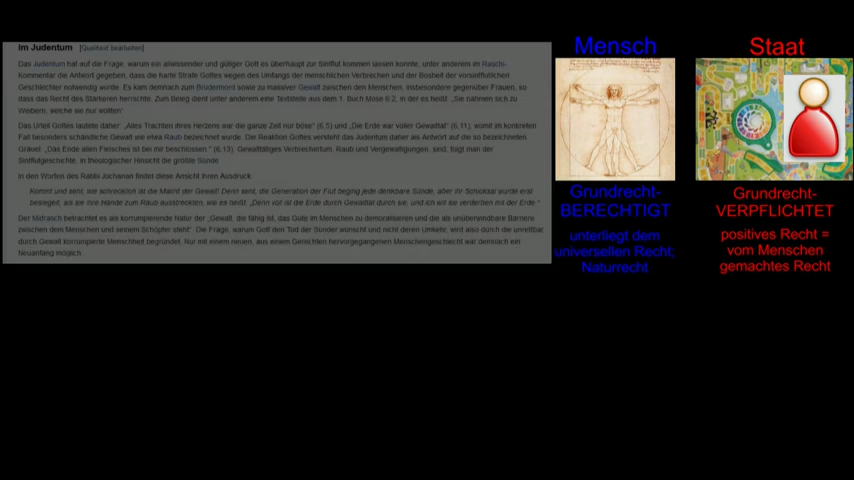 Im Judentum [Quelltext bearbeiten]
Das Judentum hat auf die Frage, warum ein allwissender und gütiger Gott es überhaupt zur Sintflut kommen lassen konnte, unter anderem im Raschi-
Kommentar die Antwort gegeben, dass die harte Strafe Gottes wegen des Umfangs der menschlichen Verbrechen und der Bosheit der vorsintflutlichen
Geschlechter notwendig wurde. Es kam demnach zum Brudermord sowie zu massiver Gewalt zwischen den Menschen, insbesondere gegenüber Frauen, so
dass das Recht des Stärkeren herrschte. Zum Beleg dient unter anderem eine Textstelle aus dem 1. Buch Mose 6,2, in der es heißt: „Sie nahmen sich zu
Weibern, welche sie nur wollten“.
Das Urteil Gottes lautete daher: „Alles Trachten ihres Herzens war die ganze Zeit nur böse“ (6,5) und „Die Erde war voller Gewalttat“ (6,11), womit im konkreten
Fall besonders schändliche Gewalt wie etwa Raub bezeichnet wurde. Die Reaktion Gottes versteht das Judentum daher als Antwort auf die so bezeichneten
Gräuel: „Das Ende allen Fleisches ist bei mir beschlossen.“ (6,13). Gewalttätiges Verbrechertum, Raub und Vergewaltigungen, sind, folgt man der
Sintflutgeschichte, in theologischer Hinsicht die größte Sünde.
In den Worten des Rabbi Jochanan findet diese Ansicht ihren Ausdruck:
Kommt und seht, wie schrecklich ist die Macht der Gewalt! Denn seht, die Generation der Flut beging jede denkbare Sünde, aber ihr Schicksal wurde erst
besiegelt, als sie ihre Hände zum Raub ausstreckten, wie es heißt: „Denn voll ist die Erde durch Gewalttat durch sie, und ich will sie verderben mit der Erde.“
Der Midrasch betrachtet es als korrumpierende Natur der „Gewalt, die fähig ist, das Gute im Menschen zu demoralisieren und die als unüberwindbare Barriere
zwischen dem Menschen und seinem Schöpfer steht“. Die Frage, warum Gott den Tod der Sünder wünscht und nicht deren Umkehr, wird also durch die unrettbar
durch Gewalt korrumpierte Menschheit begründet. Nur mit einem neuen, aus einem Gerechten hervorgegangenen Menschengeschlecht war demnach ein
Neuanfang möglich.
Mensch
Grundrecht-
BERECHTIGT
unterliegt dem
universellen Recht;
Naturrecht
Staat
Grundrecht-
VERPFLICHTET
positives Recht =
vom Menschen
gemachtes Recht